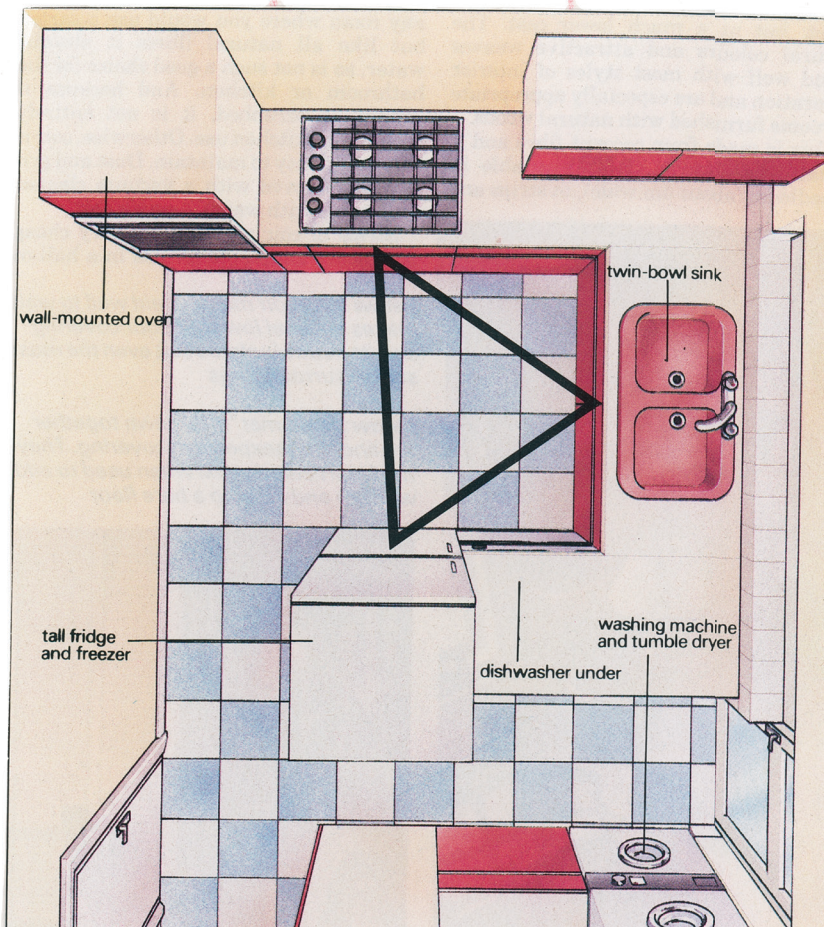 twin-bowl sink
wall-mounted oven
tall fridge
and freezer
washing machine
and tumble dryer
dishwasher under